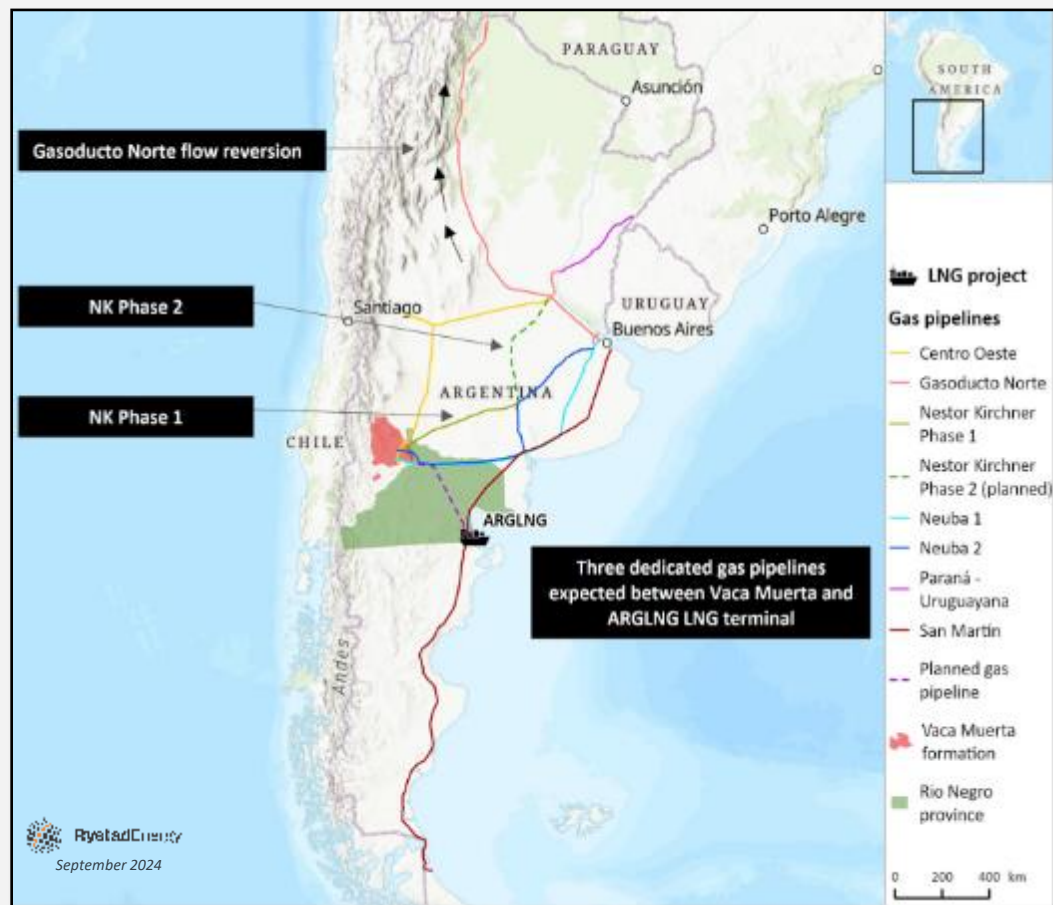 PARAGUAY
Asunción
Gasoducto Norte flow reversion
Porto Alegre
NK Phase 2
Santiago
URUGUAY
Buenos Aires
ARGENTINA
NK Phase 1
CHILE
ARGLNG
Three dedicated gas pipelines
expected between Vaca Muerta and
ARGLNG LNG terminal
Andes
RystadEnergy
September 2024
SOUTH
AMERICA
LNG project
Gas pipelines
Centro Oeste
Gasoducto Norte
Nestor Kirchner
Phase 1
Nestor Kirchner
Phase 2 (planned)
Neuba 1
Neuba 2
Paraná -
Uruguayana
San Martin
Planned gas
pipeline
Vaca Muerta
formation
Rio Negro
province
0 200 400 km